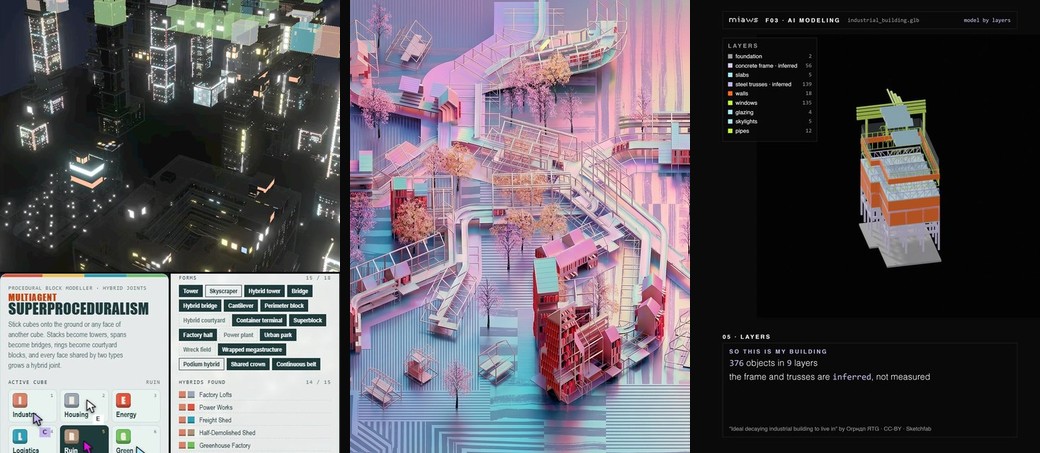 PROCEDURAL BLOCK MODELLER · HYBRID JOINTS
MULTIAGENT
SUPERPROCEDURALISM
Stick cubes onto the ground or any face of
another cube. Stacks become towers, spans
become bridges, rings become courtyard
blocks, and every face shared by two types
grows a hybrid joint.
ACTIVE CUBE RUIN
Industry 1
Housing 2
Energy 3
C
E
Logistics
Ruin 5
Green 6
FORMS 15 / 18
Tower Skyscraper Hybrid tower Bridge
Hybrid bridge Cantilever Perimeter block
Hybrid courtyard Container terminal Superblock
Factory hall Power plant Urban park
Wreck field Wrapped megastructure
Podium hybrid Shared crown Continuous belt
HYBRIDS FOUND 14 / 15
Factory Lofts
Power Works
Freight Shed
Half-Demolished Shed
Greenhouse Factory
miaws F03 · AI MODELING industrial_building.glb model by layers
LAYERS
foundation 2
concrete frame · inferred 56
slabs 5
steel trusses · inferred 139
walls 18
windows 135
glazing 4
skylights 5
pipes 12
05 · LAYERS
SO THIS IS MY BUILDING
376 objects in 9 layers
the frame and trusses are inferred, not measured
"Ideal decaying industrial building to live in" by Орицun RTG · CC-BY · Sketchfab